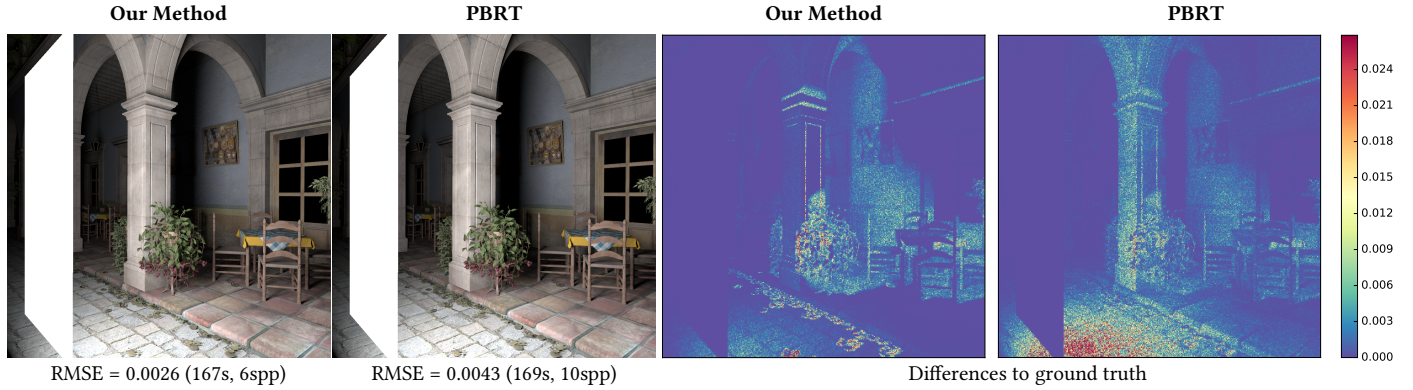 Our Method
PBRT
Our Method
PBRT
0.024
0.021
0.018
0.015
0.012
0.009
0.006
0.003
0.000
RMSE = 0.0026 (167s, 6spp)
RMSE = 0.0043 (169s, 10spp)
Differences to ground truth